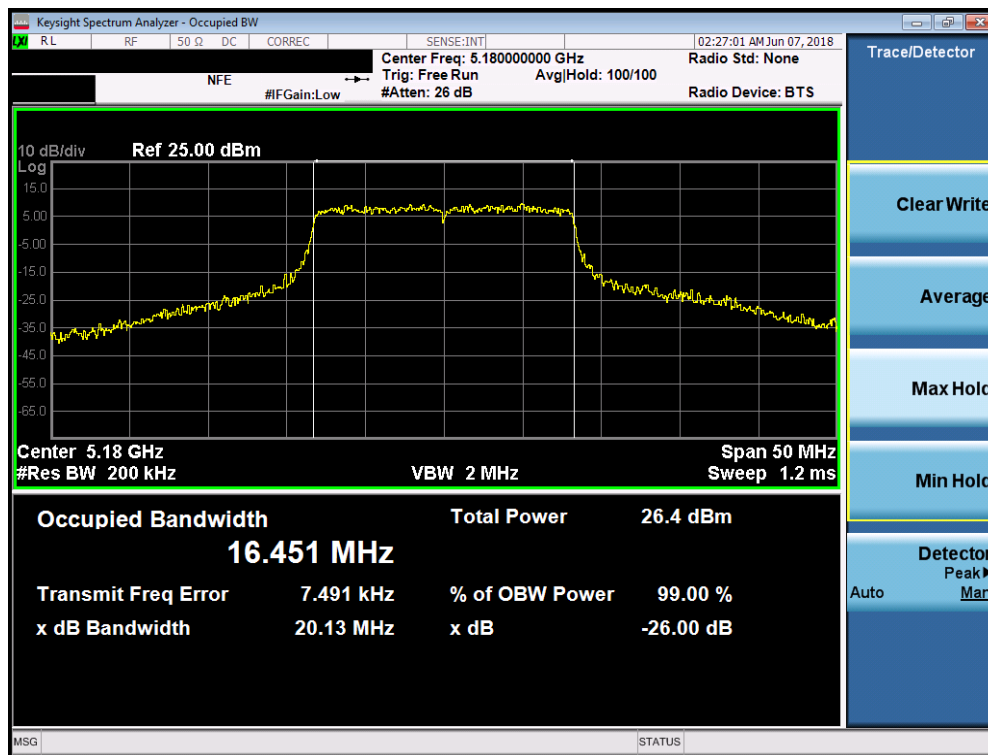 Keysight Spectrum Analyzer - Occupied BW
LXI RL RF 50 Ω DC CORREC SENSE:INT 02:27:01 AM Jun 07, 2018
Center Freq: 5.180000000 GHz Radio Std: None
NFE Trig: Free Run Avg|Hold: 100/100
#IFGain:Low #Atten: 26 dB Radio Device: BTS
10 dB/div Ref 25.00 dBm
Log
15.0
5.00
-5.00
-15.0
-25.0
-35.0
-45.0
-55.0
-65.0
Center 5.18 GHz Span 50 MHz
#Res BW 200 kHz VBW 2 MHz Sweep 1.2 ms
Occupied Bandwidth Total Power 26.4 dBm
16.451 MHz
Transmit Freq Error 7.491 kHz % of OBW Power 99.00 %
x dB Bandwidth 20.13 MHz x dB -26.00 dB
MSG STATUS
Trace/Detector
Clear Write
Average
Max Hold
Min Hold
Detector
Peak▶
Auto Man